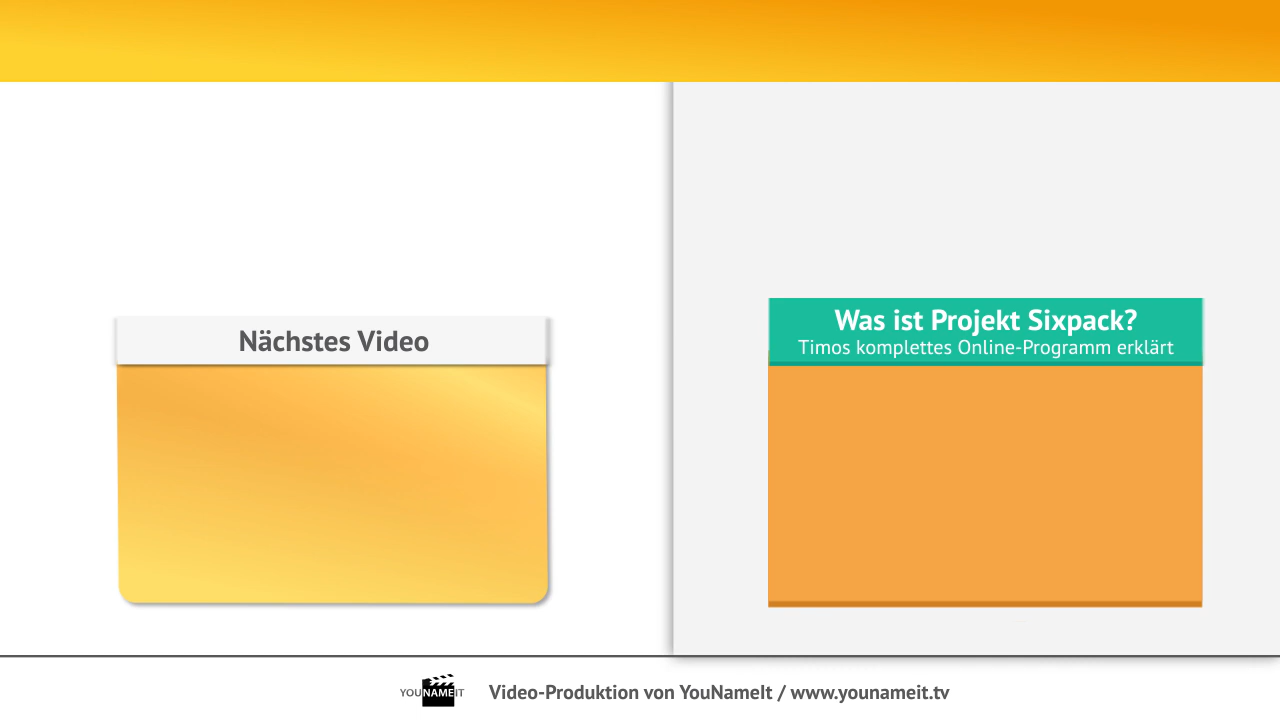 Nächstes Video
Was ist Projekt Sixpack?
Timos komplettes Online-Programm erklärt
YOUNAMEIT
Video-Produktion von YouNameIt / www.younameit.tv